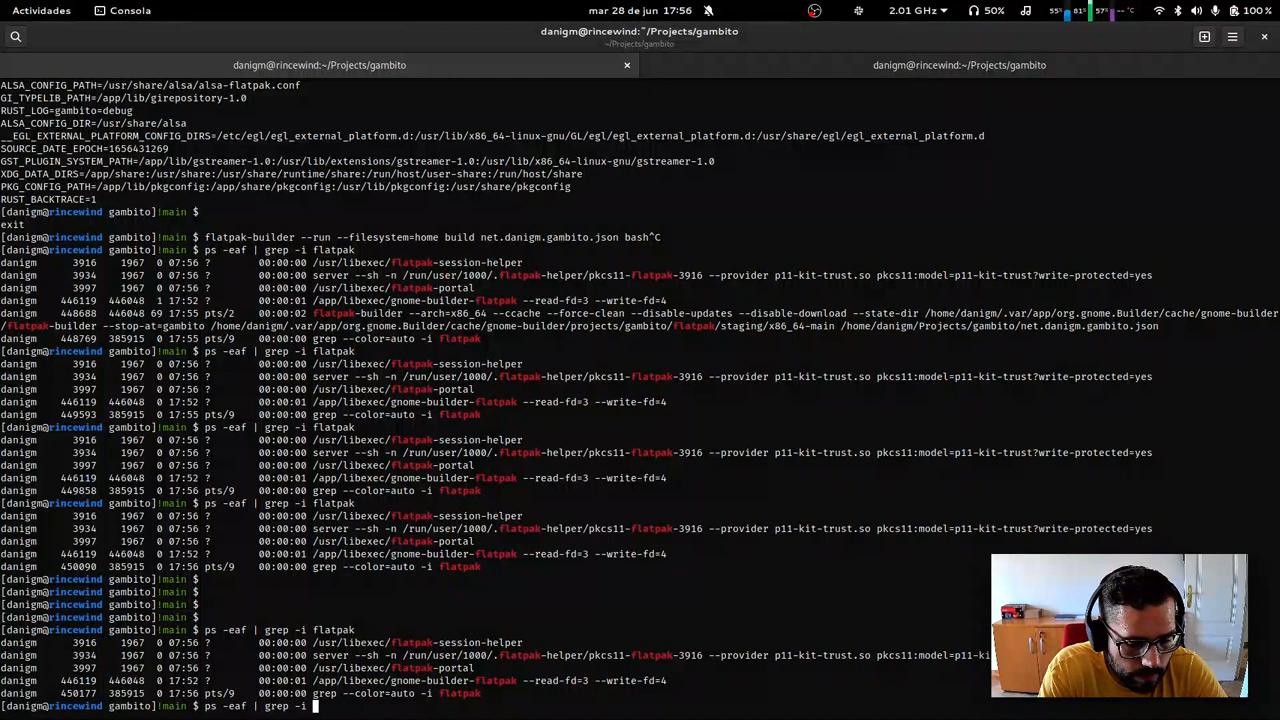 Actividades
Consola
mar 28 de jun 17:56
2.01 GHz
50%
55%
81%
57%
-- °C
100 %
danigm@rincewind:~/Projects/gambito
~/Projects/gambito
danigm@rincewind:~/Projects/gambito
danigm@rincewind:~/Projects/gambito
ALSA_CONFIG_PATH=/usr/share/alsa/alsa-flatpak.conf
GI_TYPELIB_PATH=/app/lib/girepository-1.0
RUST_LOG=gambito=debug
ALSA_CONFIG_DIR=/usr/share/alsa
__EGL_EXTERNAL_PLATFORM_CONFIG_DIRS=/etc/egl/egl_external_platform.d:/usr/lib/x86_64-linux-gnu/GL/egl/egl_external_platform.d:/usr/share/egl/egl_external_platform.d
SOURCE_DATE_EPOCH=1656431269
GST_PLUGIN_SYSTEM_PATH=/app/lib/gstreamer-1.0:/usr/lib/extensions/gstreamer-1.0:/usr/lib/x86_64-linux-gnu/gstreamer-1.0
XDG_DATA_DIRS=/app/share:/usr/share:/usr/share/runtime/share:/run/host/user-share:/run/host/share
PKG_CONFIG_PATH=/app/lib/pkgconfig:/app/share/pkgconfig:/usr/lib/pkgconfig:/usr/share/pkgconfig
RUST_BACKTRACE=1
[danigm@rincewind gambito]!main $
exit
[danigm@rincewind gambito]!main $ flatpak-builder --run --filesystem=home build net.danigm.gambito.json bash^C
[danigm@rincewind gambito]!main $ ps -eaf | grep -i flatpak
danigm 3916 1967 0 07:56 ? 00:00:00 /usr/libexec/flatpak-session-helper
danigm 3934 1967 0 07:56 ? 00:00:00 server --sh -n /run/user/1000/.flatpak-helper/pkcs11-flatpak-3916 --provider p11-kit-trust.so pkcs11:model=p11-kit-trust?write-protected=yes
danigm 3997 1967 0 07:56 ? 00:00:00 /usr/libexec/flatpak-portal
danigm 446119 446048 1 17:52 ? 00:00:01 /app/libexec/gnome-builder-flatpak --read-fd=3 --write-fd=4
danigm 448688 446048 69 17:55 pts/2 00:00:02 flatpak-builder --arch=x86_64 --ccache --force-clean --disable-updates --disable-download --state-dir /home/danigm/.var/app/org.gnome.Builder/cache/gnome-builder
/flatpak-builder --stop-at=gambito /home/danigm/.var/app/org.gnome.Builder/cache/gnome-builder/projects/gambito/flatpak/staging/x86_64-main /home/danigm/Projects/gambito/net.danigm.gambito.json
danigm 448769 385915 0 17:55 pts/9 00:00:00 grep --color=auto -i flatpak
[danigm@rincewind gambito]!main $ ps -eaf | grep -i flatpak
danigm 3916 1967 0 07:56 ? 00:00:00 /usr/libexec/flatpak-session-helper
danigm 3934 1967 0 07:56 ? 00:00:00 server --sh -n /run/user/1000/.flatpak-helper/pkcs11-flatpak-3916 --provider p11-kit-trust.so pkcs11:model=p11-kit-trust?write-protected=yes
danigm 3997 1967 0 07:56 ? 00:00:00 /usr/libexec/flatpak-portal
danigm 446119 446048 0 17:52 ? 00:00:01 /app/libexec/gnome-builder-flatpak --read-fd=3 --write-fd=4
danigm 449593 385915 0 17:55 pts/9 00:00:00 grep --color=auto -i flatpak
[danigm@rincewind gambito]!main $ ps -eaf | grep -i flatpak
danigm 3916 1967 0 07:56 ? 00:00:00 /usr/libexec/flatpak-session-helper
danigm 3934 1967 0 07:56 ? 00:00:00 server --sh -n /run/user/1000/.flatpak-helper/pkcs11-flatpak-3916 --provider p11-kit-trust.so pkcs11:model=p11-kit-trust?write-protected=yes
danigm 3997 1967 0 07:56 ? 00:00:00 /usr/libexec/flatpak-portal
danigm 446119 446048 0 17:52 ? 00:00:01 /app/libexec/gnome-builder-flatpak --read-fd=3 --write-fd=4
danigm 449858 385915 0 17:56 pts/9 00:00:00 grep --color=auto -i flatpak
[danigm@rincewind gambito]!main $ ps -eaf | grep -i flatpak
danigm 3916 1967 0 07:56 ? 00:00:00 /usr/libexec/flatpak-session-helper
danigm 3934 1967 0 07:56 ? 00:00:00 server --sh -n /run/user/1000/.flatpak-helper/pkcs11-flatpak-3916 --provider p11-kit-trust.so pkcs11:model=p11-kit-trust?write-protected=yes
danigm 3997 1967 0 07:56 ? 00:00:00 /usr/libexec/flatpak-portal
danigm 446119 446048 0 17:52 ? 00:00:01 /app/libexec/gnome-builder-flatpak --read-fd=3 --write-fd=4
danigm 450090 385915 0 17:56 pts/9 00:00:00 grep --color=auto -i flatpak
[danigm@rincewind gambito]!main $
[danigm@rincewind gambito]!main $
[danigm@rincewind gambito]!main $
[danigm@rincewind gambito]!main $
[danigm@rincewind gambito]!main $ ps -eaf | grep -i flatpak
danigm 3916 1967 0 07:56 ? 00:00:00 /usr/libexec/flatpak-session-helper
danigm 3934 1967 0 07:56 ? 00:00:00 server --sh -n /run/user/1000/.flatpak-helper/pkcs11-flatpak-3916 --provider p11-kit-trust.so pkcs11:model=p11-ki
danigm 3997 1967 0 07:56 ? 00:00:00 /usr/libexec/flatpak-portal
danigm 446119 446048 0 17:52 ? 00:00:01 /app/libexec/gnome-builder-flatpak --read-fd=3 --write-fd=4
danigm 450177 385915 0 17:56 pts/9 00:00:00 grep --color=auto -i flatpak
[danigm@rincewind gambito]!main $ ps -eaf | grep -i